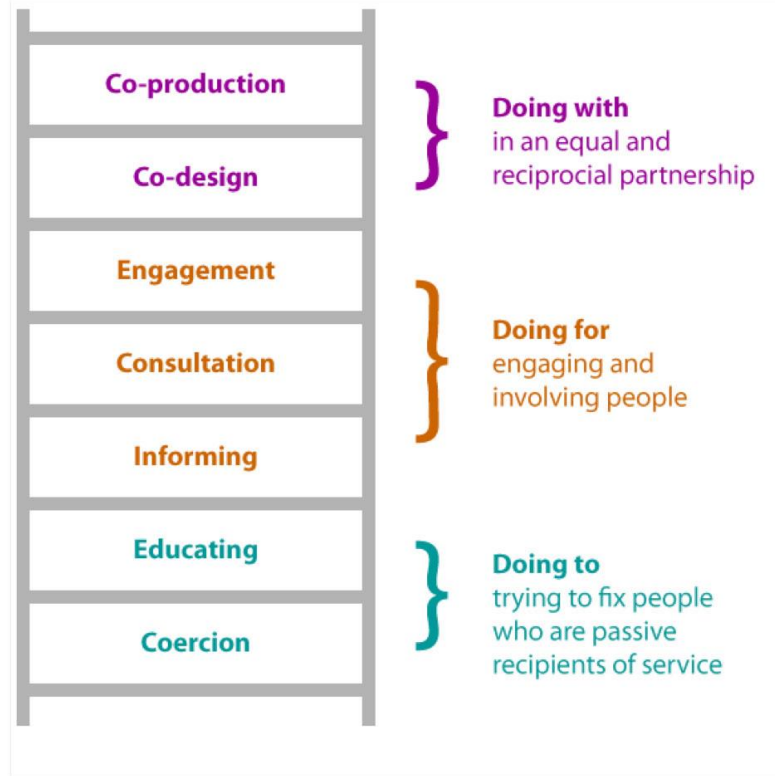 Co-production
Co-design
Doing with
in an equal and
reciprocial partnership
Engagement
Consultation
Informing
Doing for
engaging and
involving people
Educating
Coercion
Doing to
trying to fix people
who are passive
recipients of service